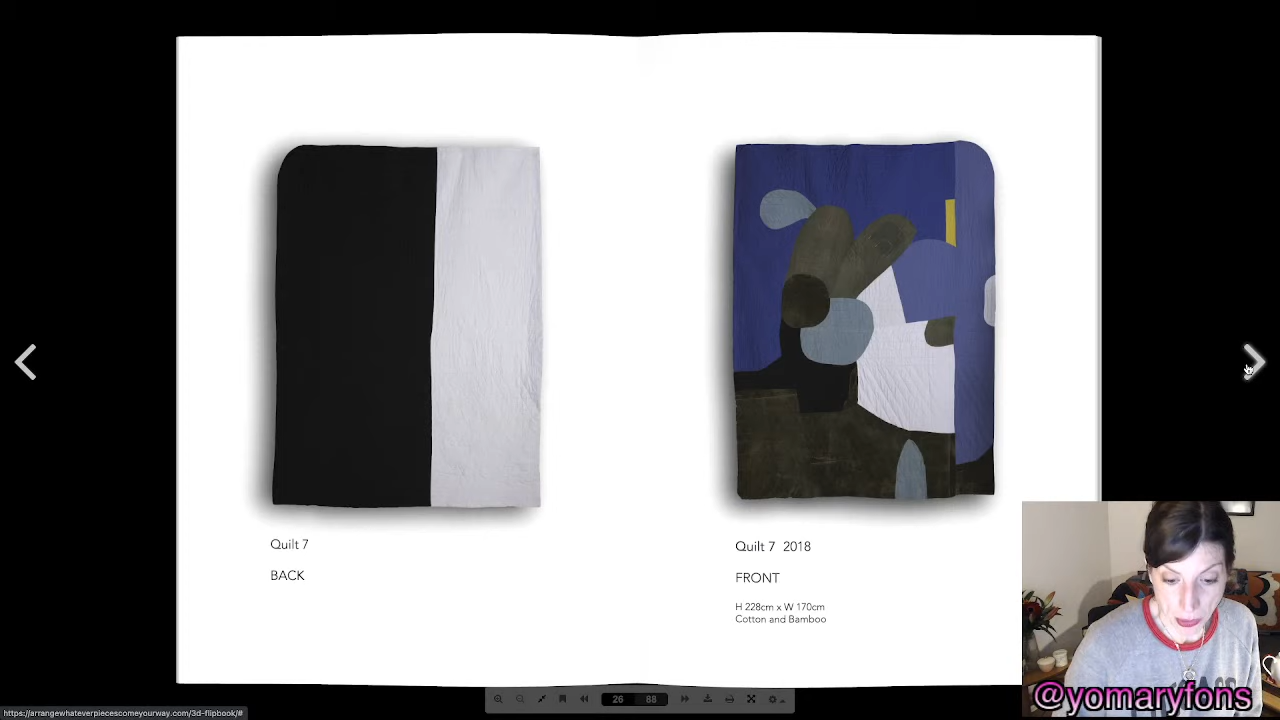 Quilt 7
BACK
Quilt 7 2018
FRONT
H 228cm x W 170cm
Cotton and Bamboo
26
88
@yomaryfons
https://arrangewhateverpiecescomeyourway.com/3d-flipbook/#